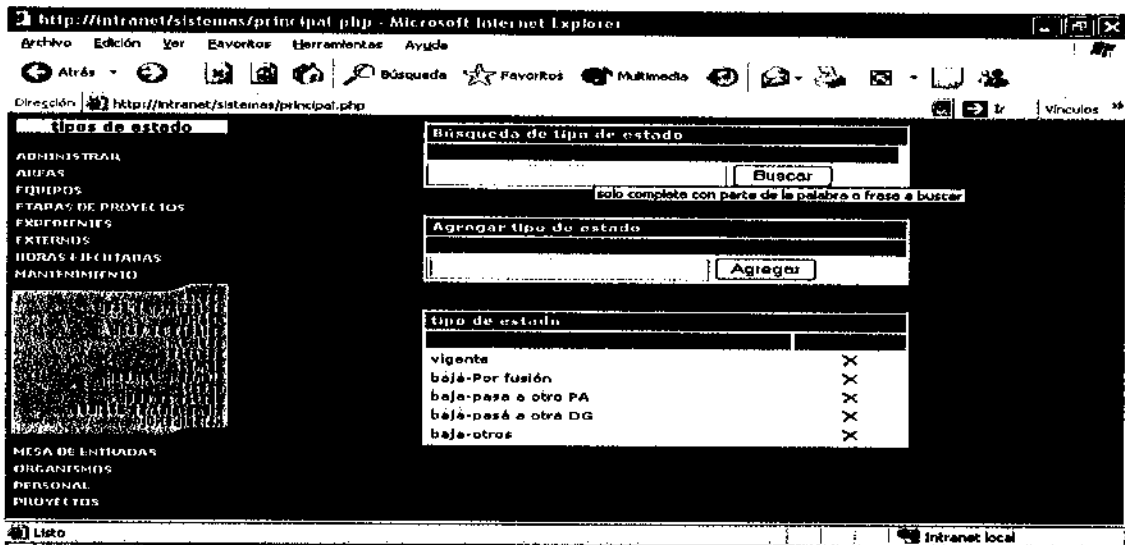 http://intranet/sistemas/principal.php - Microsoft Internet Explorer
Archivo Edición Ver Favoritos Herramientas Ayuda
Atrás Búsqueda Favoritos Multimedia
Dirección http://intranet/sistemas/principal.php Ir Vínculos »
tipos de estado
ADMINISTRAR
AREAS
EQUIPOS
ETAPAS DE PROYECTOS
EXPEDIENTES
EXTERNOS
HORAS EJECUTADAS
MANTENIMIENTO
MESA DE ENTRADAS
ORGANISMOS
PERSONAL
PROYECTOS
Búsqueda de tipo de estado
Buscar
solo complete con parte de la palabra o frase a buscar
Agregar tipo de estado
Agregar
tipo de estado
vigente
baja-Por fusión
baja-pasa a otro PA
baja-pasá a otra DG
baja-otros
Listo Intranet local